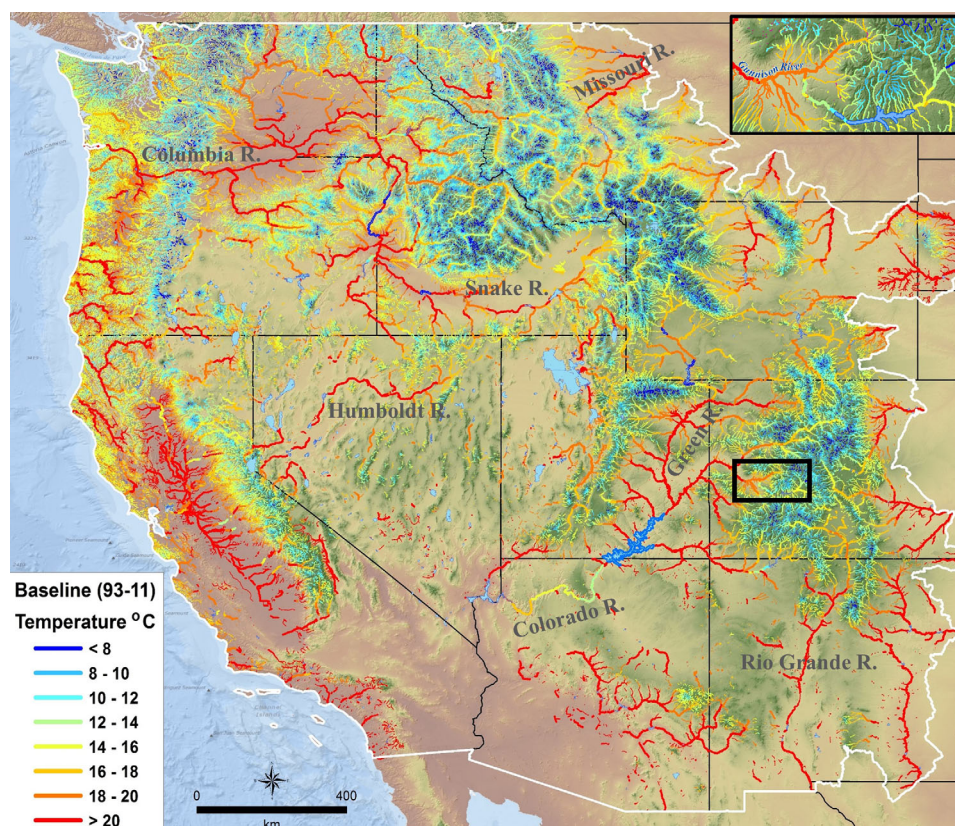 Gunnison River
Missouri R.
Columbia R.
Snake R.
Humboldt R.
Green R.
Colorado R.
Rio Grande R.
Baseline (93-11)
Temperature °C
< 8
8 - 10
10 - 12
12 - 14
14 - 16
16 - 18
18 - 20
> 20
0
400
km